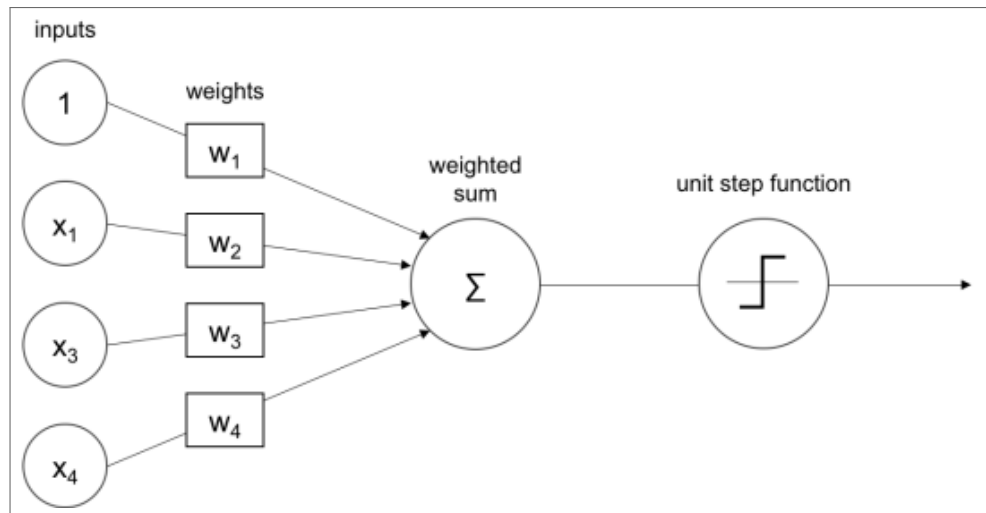 inputs
1
x₁
x₃
x₄
weights
w₁
w₂
w₃
w₄
weighted
sum
Σ
unit step function